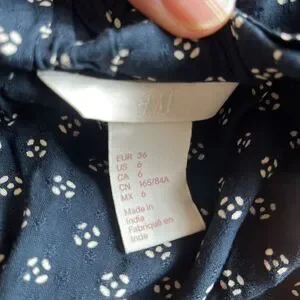 H&M
EUR 36
US 6
CA 6
CN 165/84A
MX 6
Made in
India
Fabriqué en
Inde